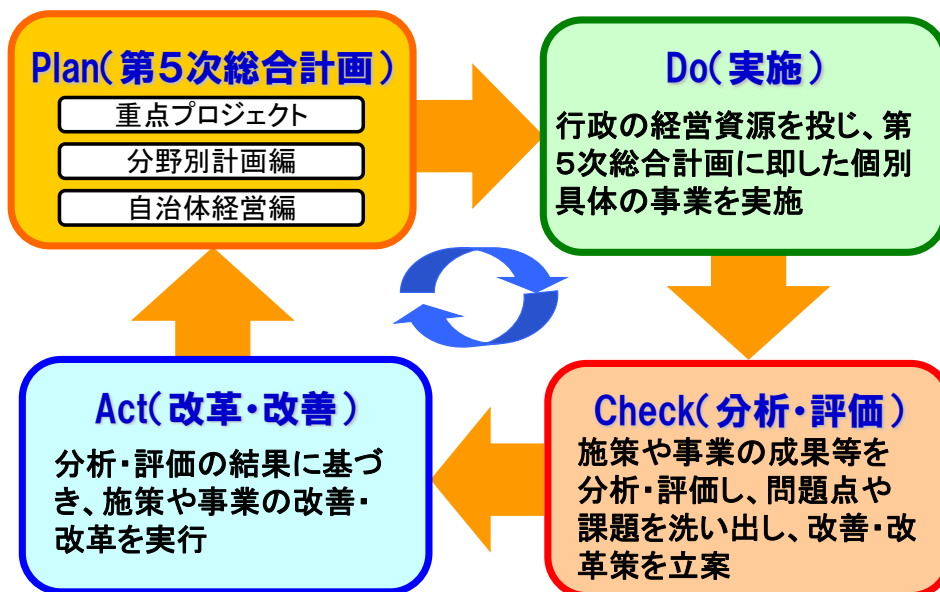 Plan(第5次総合計画)
重点プロジェクト
分野別計画編
自治体経営編
Do(実施)
行政の経営資源を投じ、第
5次総合計画に即した個別
具体の事業を実施
Act(改革・改善)
分析・評価の結果に基づ
き、施策や事業の改善・
改革を実行
Check(分析・評価)
施策や事業の成果等を
分析・評価し、問題点や
課題を洗い出し、改善・改
革策を立案